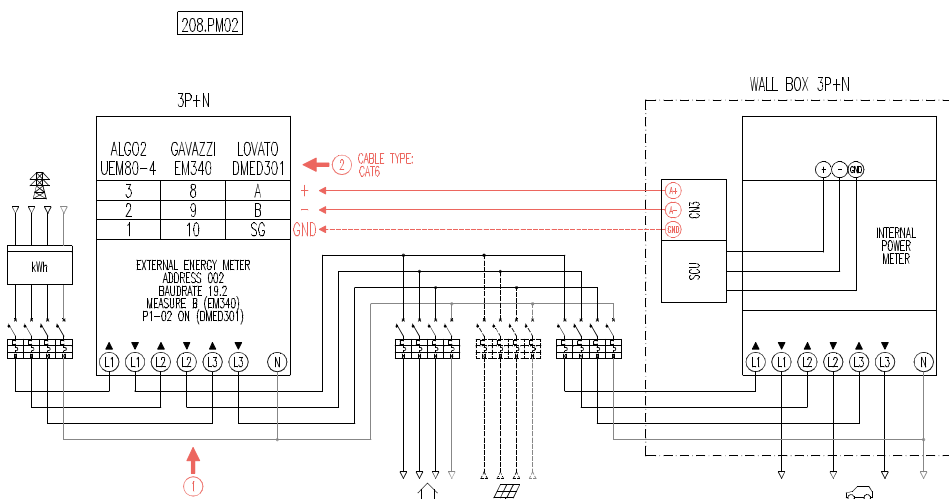 208.PM02
WALL BOX 3P+N
3P+N
ALGO2 GAVAZZI LOVATO
UEM80-4 EM340 DMED301
2 CABLE TYPE:
CAT6
3 8 A + A+
2 9 B - A-
1 10 SG GND GND
CN3
SCU
+ - GND
INTERNAL
POWER
METER
kWh
EXTERNAL ENERGY METER
ADDRESS 002
BAUDRATE 19.2
MEASURE B (EM340)
P1-02 ON (DMED301)
L1 L1 L2 L2 L3 L3 N
L1 L1 L2 L2 L3 L3 N
1